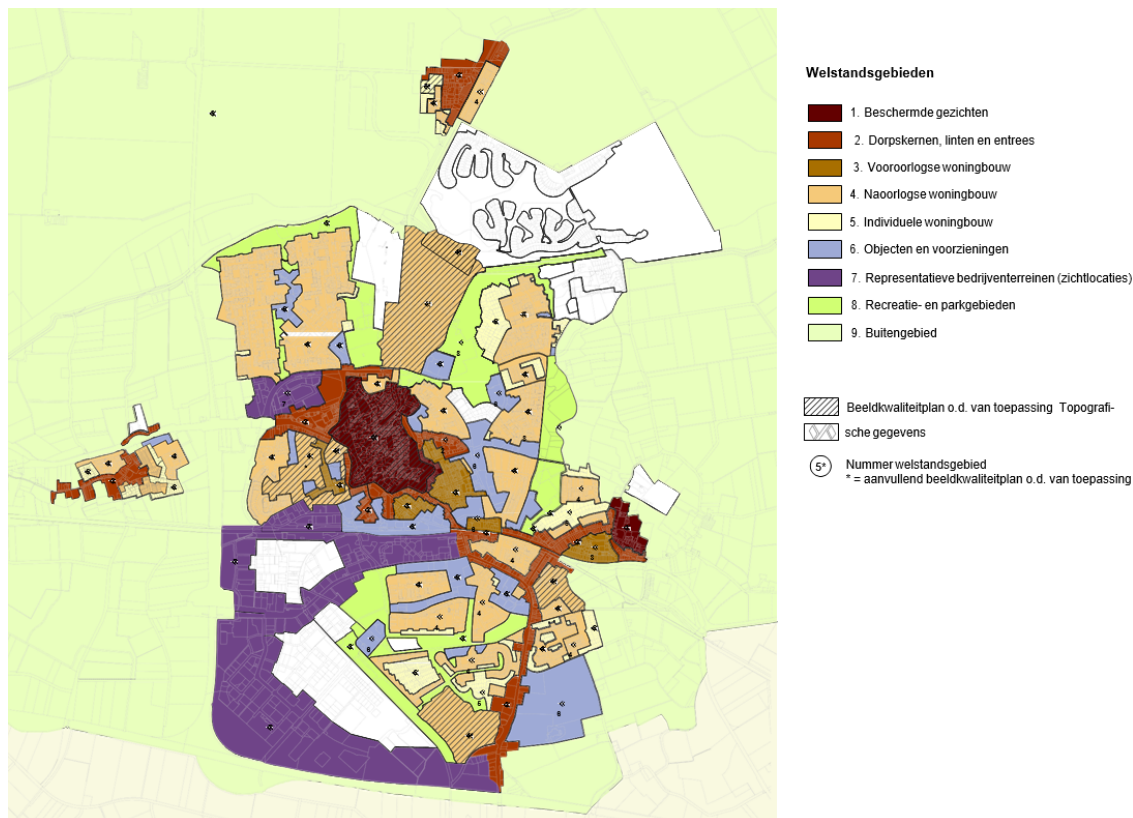 Welstandsgebieden
1. Beschermde gezichten
2. Dorpskernen, linten en entrees
3. Vooroorlogse woningbouw
4. Naoorlogse woningbouw
5. Individuele woningbouw
6. Objecten en voorzieningen
7. Representatieve bedrijventerreinen (zichtlocaties)
8. Recreatie- en parkgebieden
9. Buitengebied
Beeldkwaliteitplan o.d. van toepassing Topografi-
sche gegevens
5* Nummer welstandsgebied
* = aanvullend beeldkwaliteitplan o.d. van toepassing